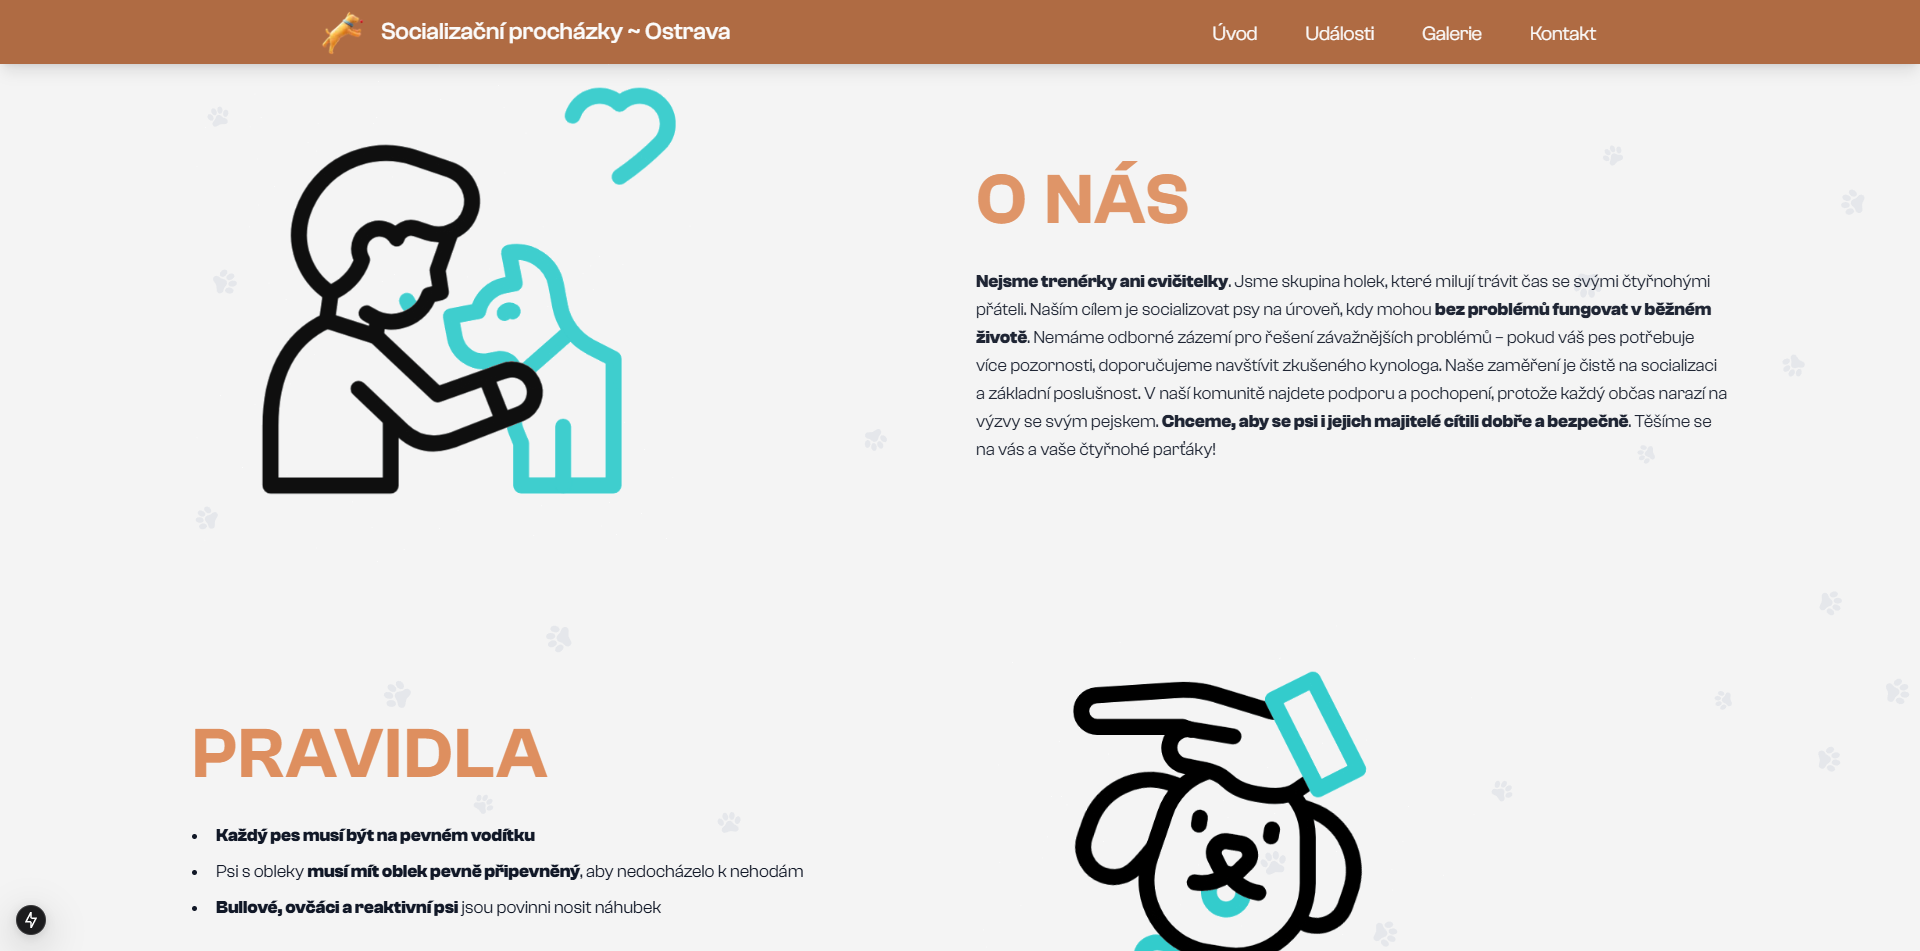 Socializační procházky ~ Ostrava
Úvod
Události
Galerie
Kontakt
O NÁS
Nejsme trenérky ani cvičitelky. Jsme skupina holek, které milují trávit čas se svými čtyřnohými
přáteli. Naším cílem je socializovat psy na úroveň, kdy mohou bez problémů fungovat v běžném
životě. Nemáme odborné zázemí pro řešení závažnějších problémů – pokud váš pes potřebuje
více pozornosti, doporučujeme navštívit zkušeného kynologa. Naše zaměření je čistě na socializaci
a základní poslušnost. V naší komunitě najdete podporu a pochopení, protože každý občas narazí na
výzvy se svým pejskem. Chceme, aby se psi i jejich majitelé cítili dobře a bezpečně. Těšíme se
na vás a vaše čtyřnohé parťáky!
PRAVIDLA
• Každý pes musí být na pevném vodítku
• Psi s obleky musí mít oblek pevně připevněný, aby nedocházelo k nehodám
• Bullové, ovčáci a reaktivní psi jsou povinni nosit náhubek